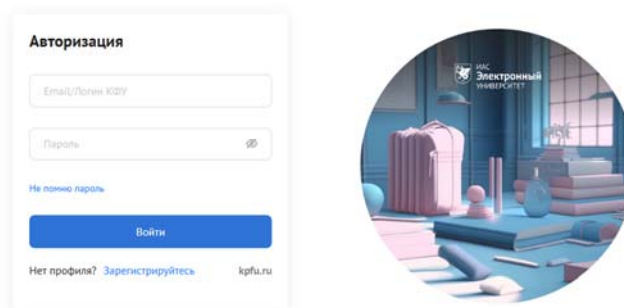 Авторизация
Email/Логин КФУ
Пароль
Не помню пароль
Войти
Нет профиля? Зарегистрируйтесь kpfu.ru
ИАС
Электронный
УНИВЕРСИТЕТ